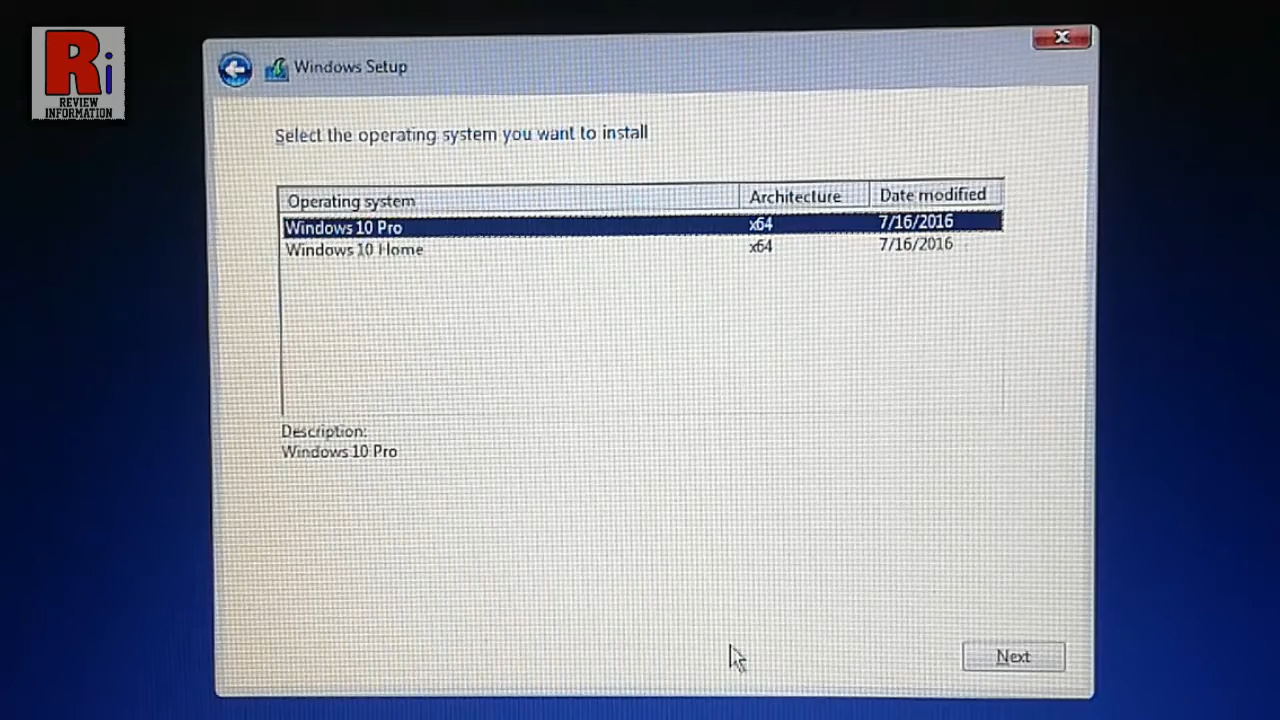 Ri
REVIEW
INFORMATION
Windows Setup
Select the operating system you want to install
Operating system Architecture Date modified
Windows 10 Pro x64 7/16/2016
Windows 10 Home x64 7/16/2016
Description:
Windows 10 Pro
Next